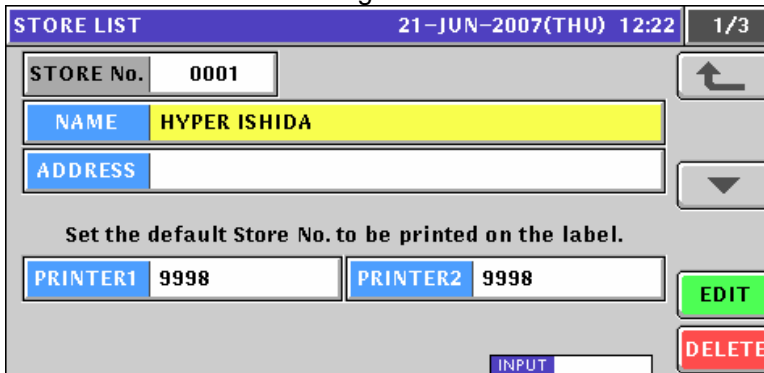 STORE LIST 21-JUN-2007(THU) 12:22 1/3
STORE No. 0001
NAME HYPER ISHIDA
ADDRESS
Set the default Store No. to be printed on the label.
PRINTER1 9998 PRINTER2 9998
EDIT
DELETE
INPUT